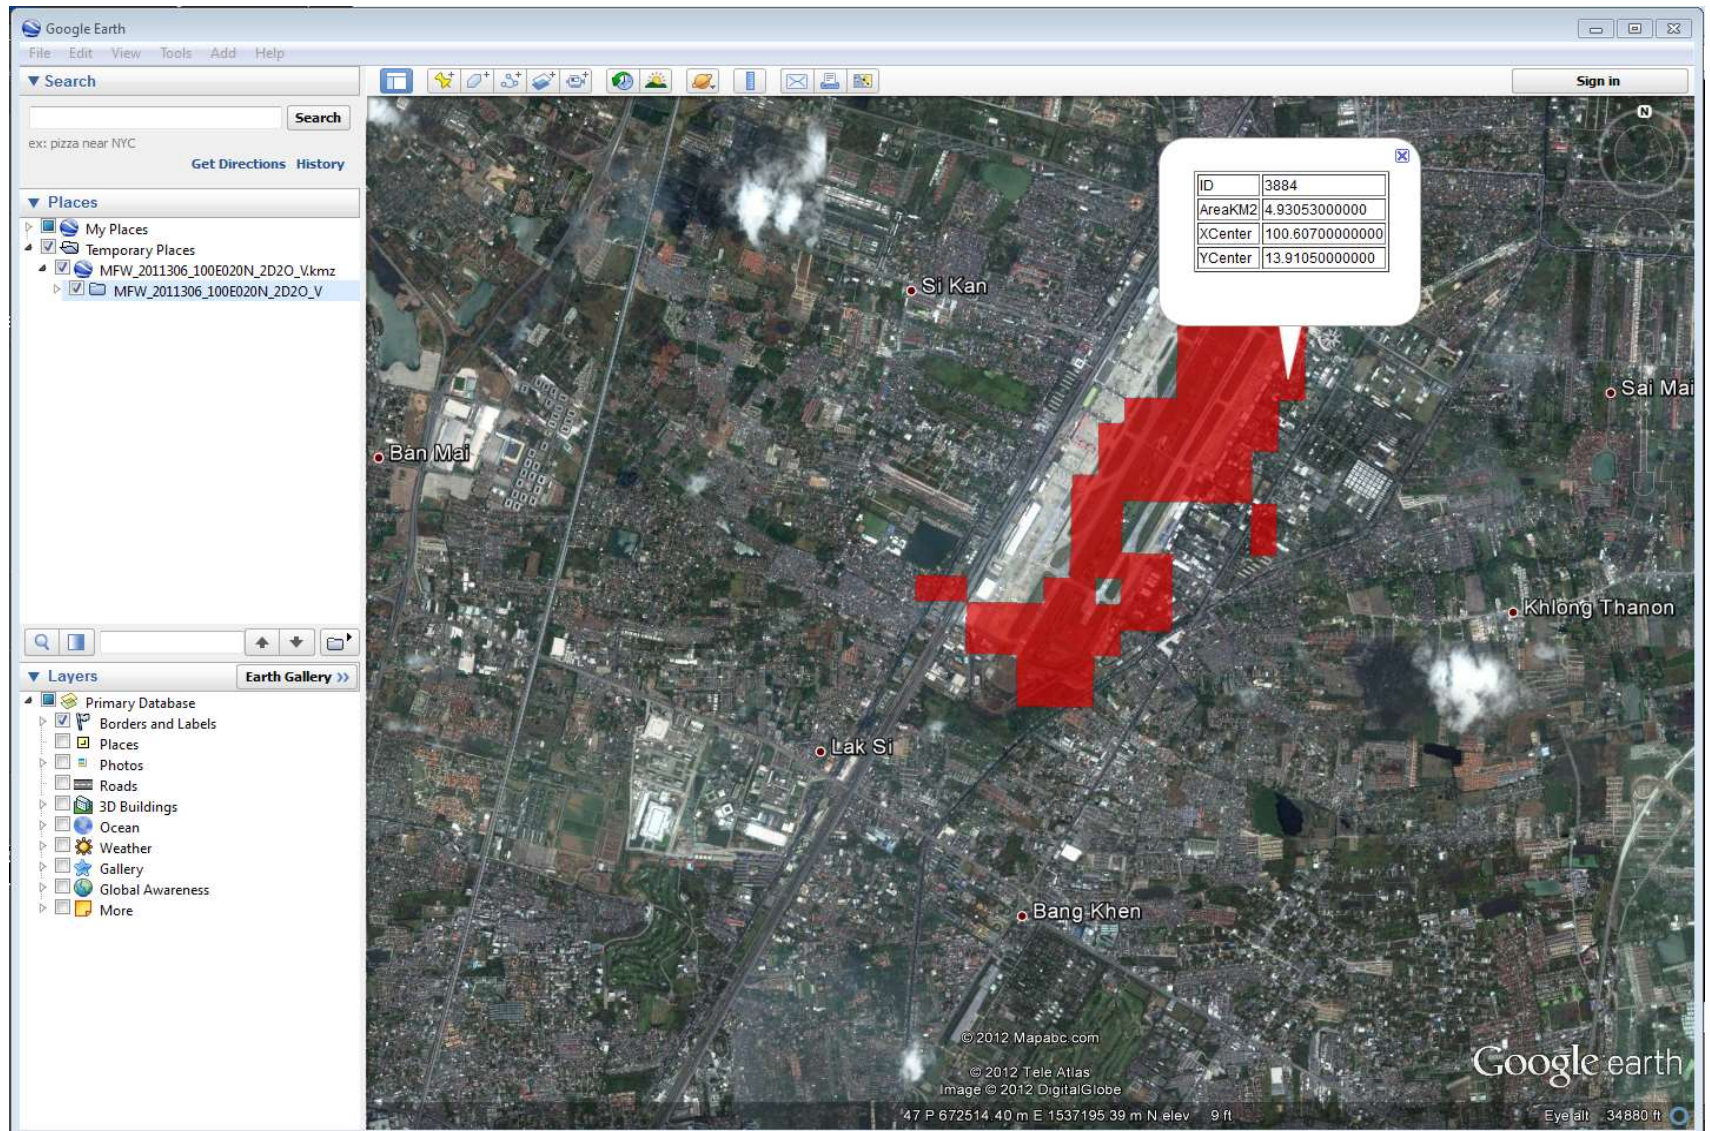 Google Earth
File Edit View Tools Add Help
Search
Search
ex: pizza near NYC
Get Directions History
Places
My Places
Temporary Places
MFW_2011306_100E020N_2D2O_V.kmz
MFW_2011306_100E020N_2D2O_V
Layers
Earth Gallery >>
Primary Database
Borders and Labels
Places
Photos
Roads
3D Buildings
Ocean
Weather
Gallery
Global Awareness
More
Sign in
N
ID 3884
AreaKM2 4.93053000000
XCenter 100.60700000000
YCenter 13.91050000000
Si Kan
Sai Mai
Ban Mai
Khlong Thanon
Lak Si
Bang Khen
© 2012 Mapabc.com
© 2012 Tele Atlas
Image © 2012 DigitalGlobe
Google earth
47 P 672514.40 m E 1537195.39 m N elev 9 ft
Eye alt 34880 ft